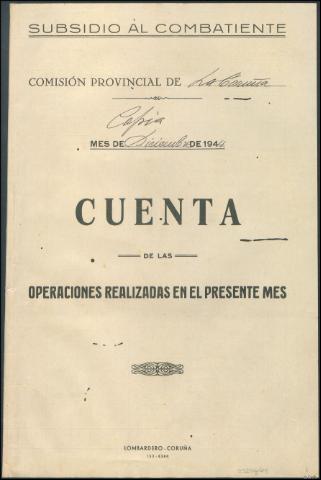 SUBSIDIO AL COMBATIENTE
COMISIÓN PROVINCIAL DE La Coruña
Copia
MES DE Diciembre DE 1944
CUENTA
DE LAS
OPERACIONES REALIZADAS EN EL PRESENTE MES
LOMBARDERO-CORUÑA